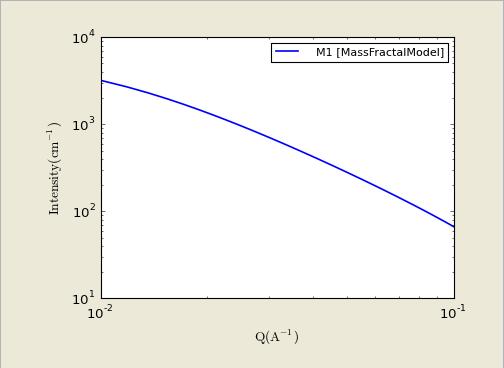 10^4
M1 [MassFractalModel]
10^3
Intensity(cm^{-1})
10^2
10^1
10^{-2}
10^{-1}
Q(A^{-1})